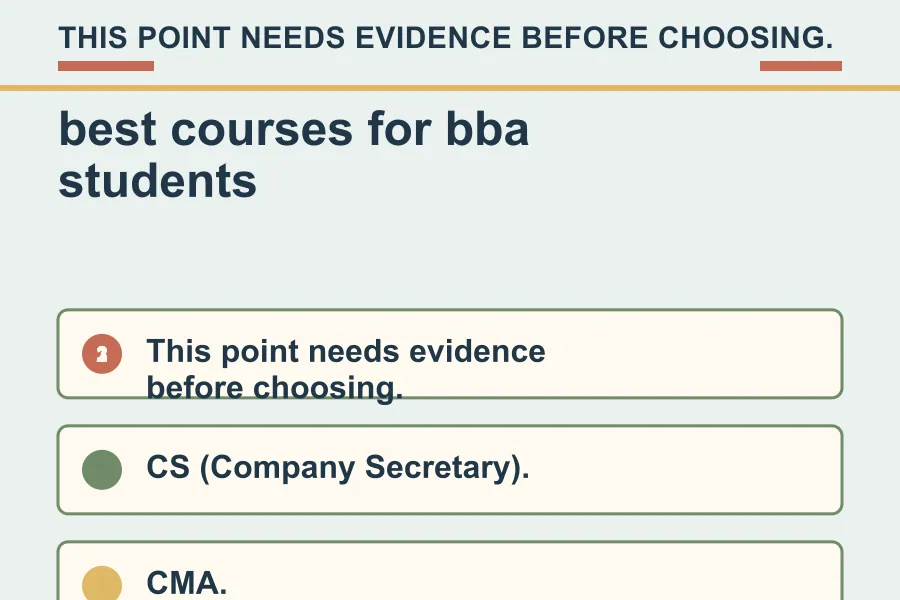 THIS POINT NEEDS EVIDENCE BEFORE CHOOSING.
best courses for bba
students
This point needs evidence
before choosing.
CS (Company Secretary).
CMA.